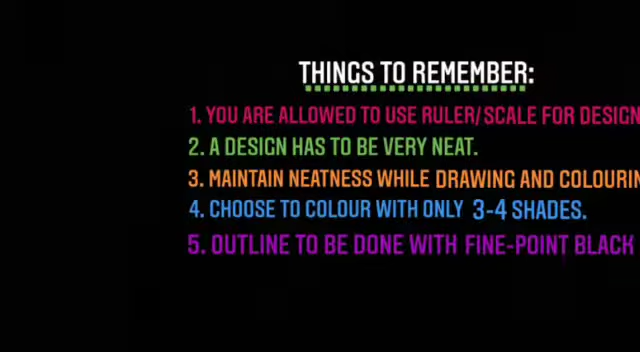 THINGS TO REMEMBER:
1. YOU ARE ALLOWED TO USE RULER/SCALE FOR DESIGN
2. A DESIGN HAS TO BE VERY NEAT.
3. MAINTAIN NEATNESS WHILE DRAWING AND COLOURIN
4. CHOOSE TO COLOUR WITH ONLY 3-4 SHADES.
5. OUTLINE TO BE DONE WITH FINE-POINT BLACK